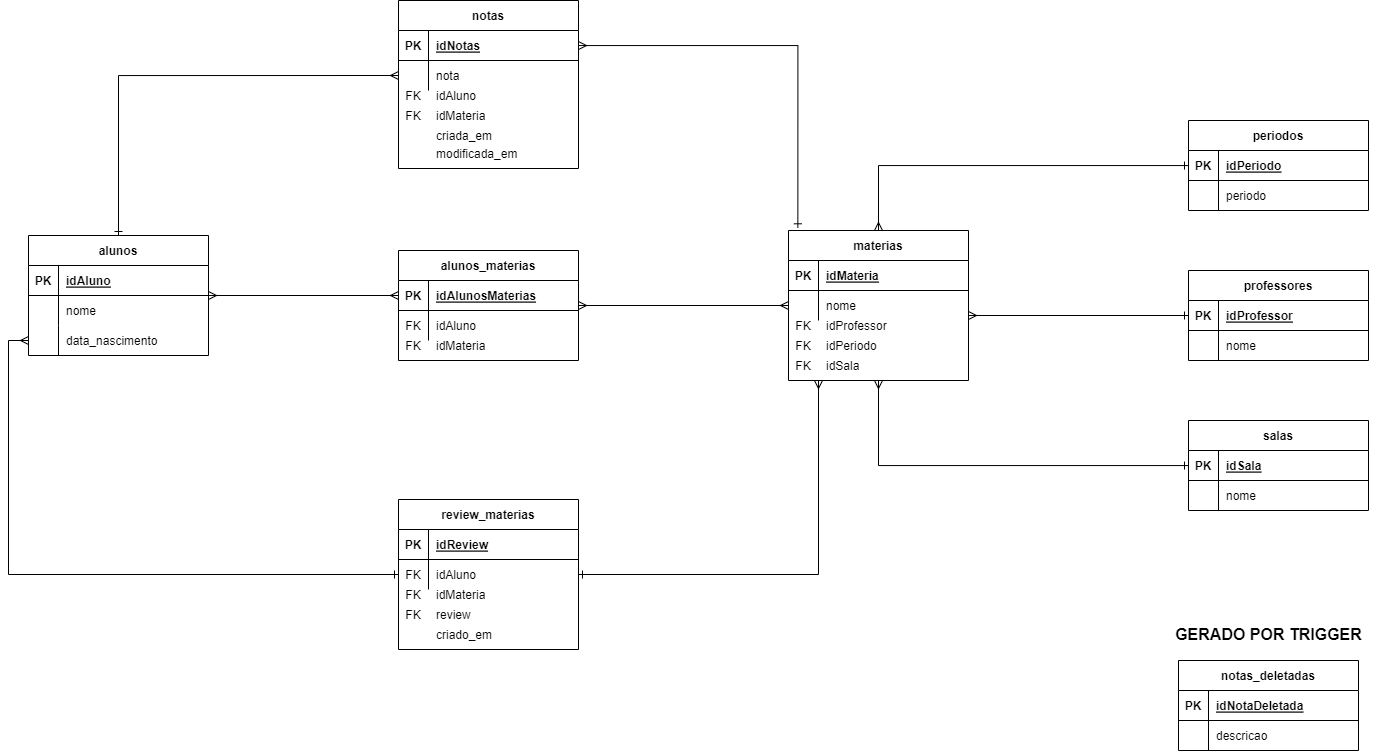 notas
PK idNotas
nota
FK idAluno
FK idMateria
criada_em
modificada_em
alunos
PK idAluno
nome
data_nascimento
alunos_materias
PK idAlunosMaterias
FK idAluno
FK idMateria
materias
PK idMateria
nome
FK idProfessor
FK idPeriodo
FK idSala
periodos
PK idPeriodo
periodo
professores
PK idProfessor
nome
salas
PK idSala
nome
review_materias
PK idReview
FK idAluno
FK idMateria
FK review
criado_em
GERADO POR TRIGGER
notas_deletadas
PK idNotaDeletada
descricao